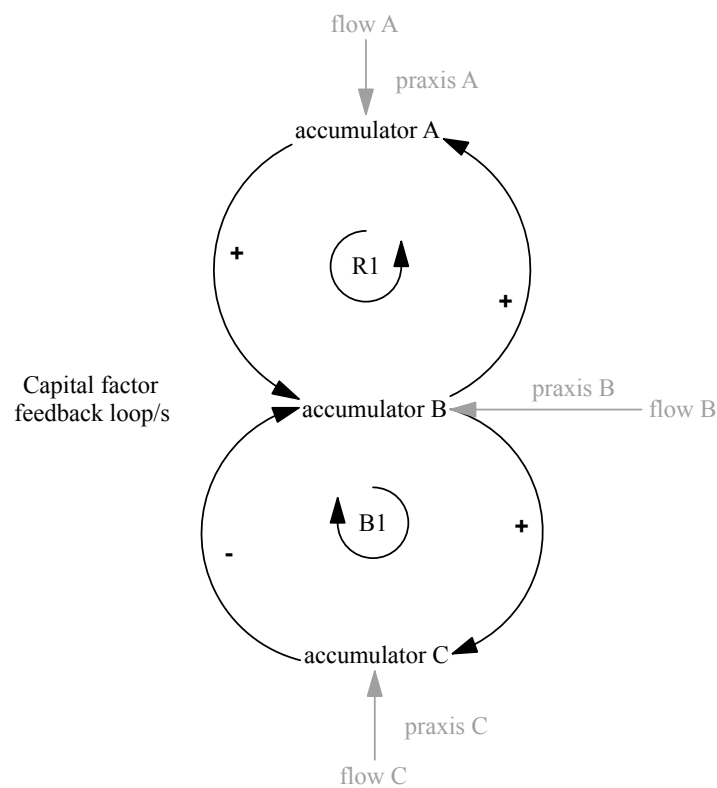 flow A
praxis A
accumulator A
+
R1
+
Capital factor
feedback loop/s
accumulator B
praxis B
flow B
B1
+
-
accumulator C
praxis C
flow C